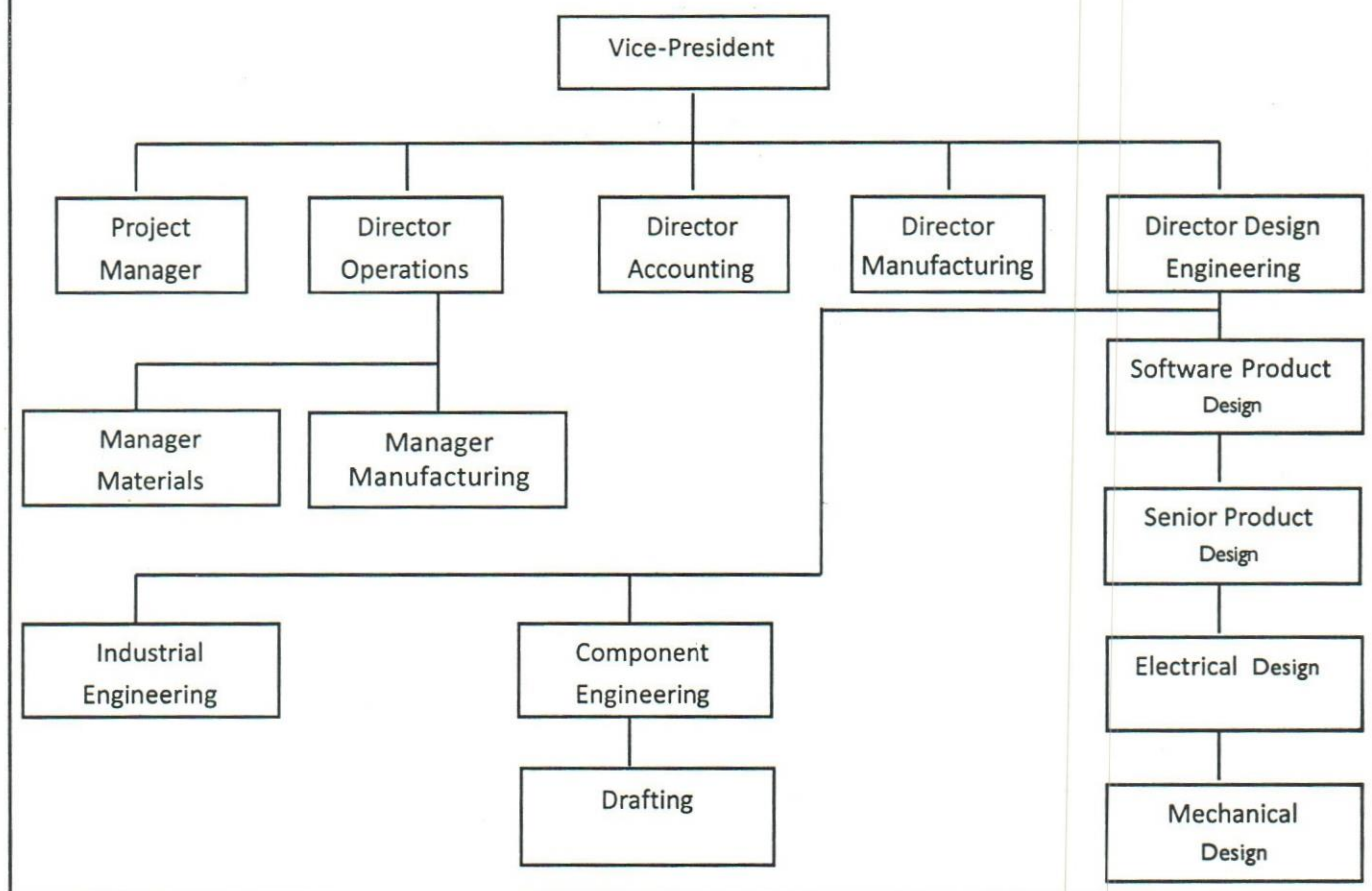 Vice-President
Project
Manager
Director
Operations
Director
Accounting
Director
Manufacturing
Director Design
Engineering
Software Product
Design
Manager
Materials
Manager
Manufacturing
Senior Product
Design
Industrial
Engineering
Component
Engineering
Electrical Design
Drafting
Mechanical
Design